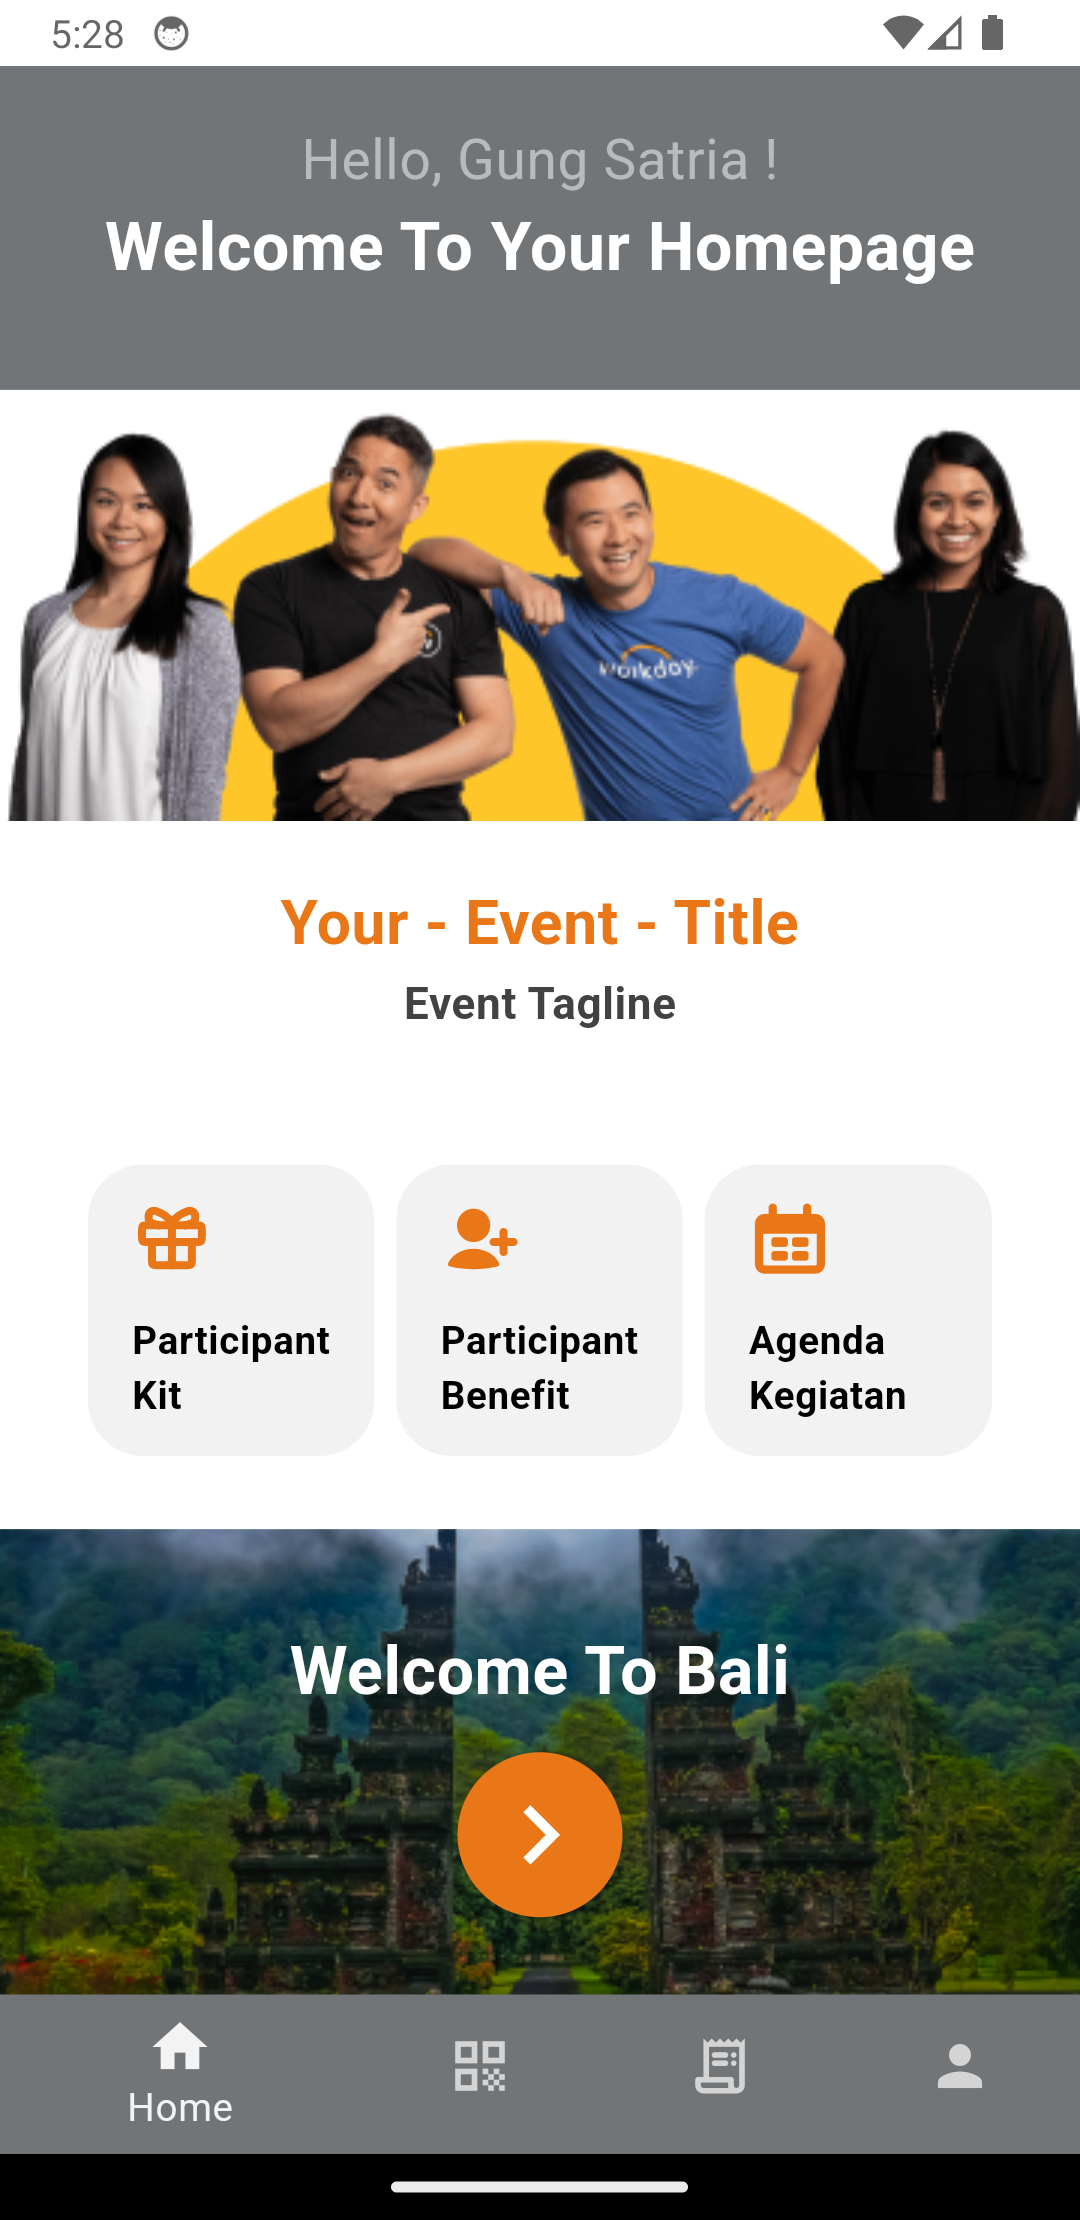 5:28
Hello, Gung Satria !
Welcome To Your Homepage
workday.
Your - Event - Title
Event Tagline
Participant
Kit
Participant
Benefit
Agenda
Kegiatan
Welcome To Bali
Home